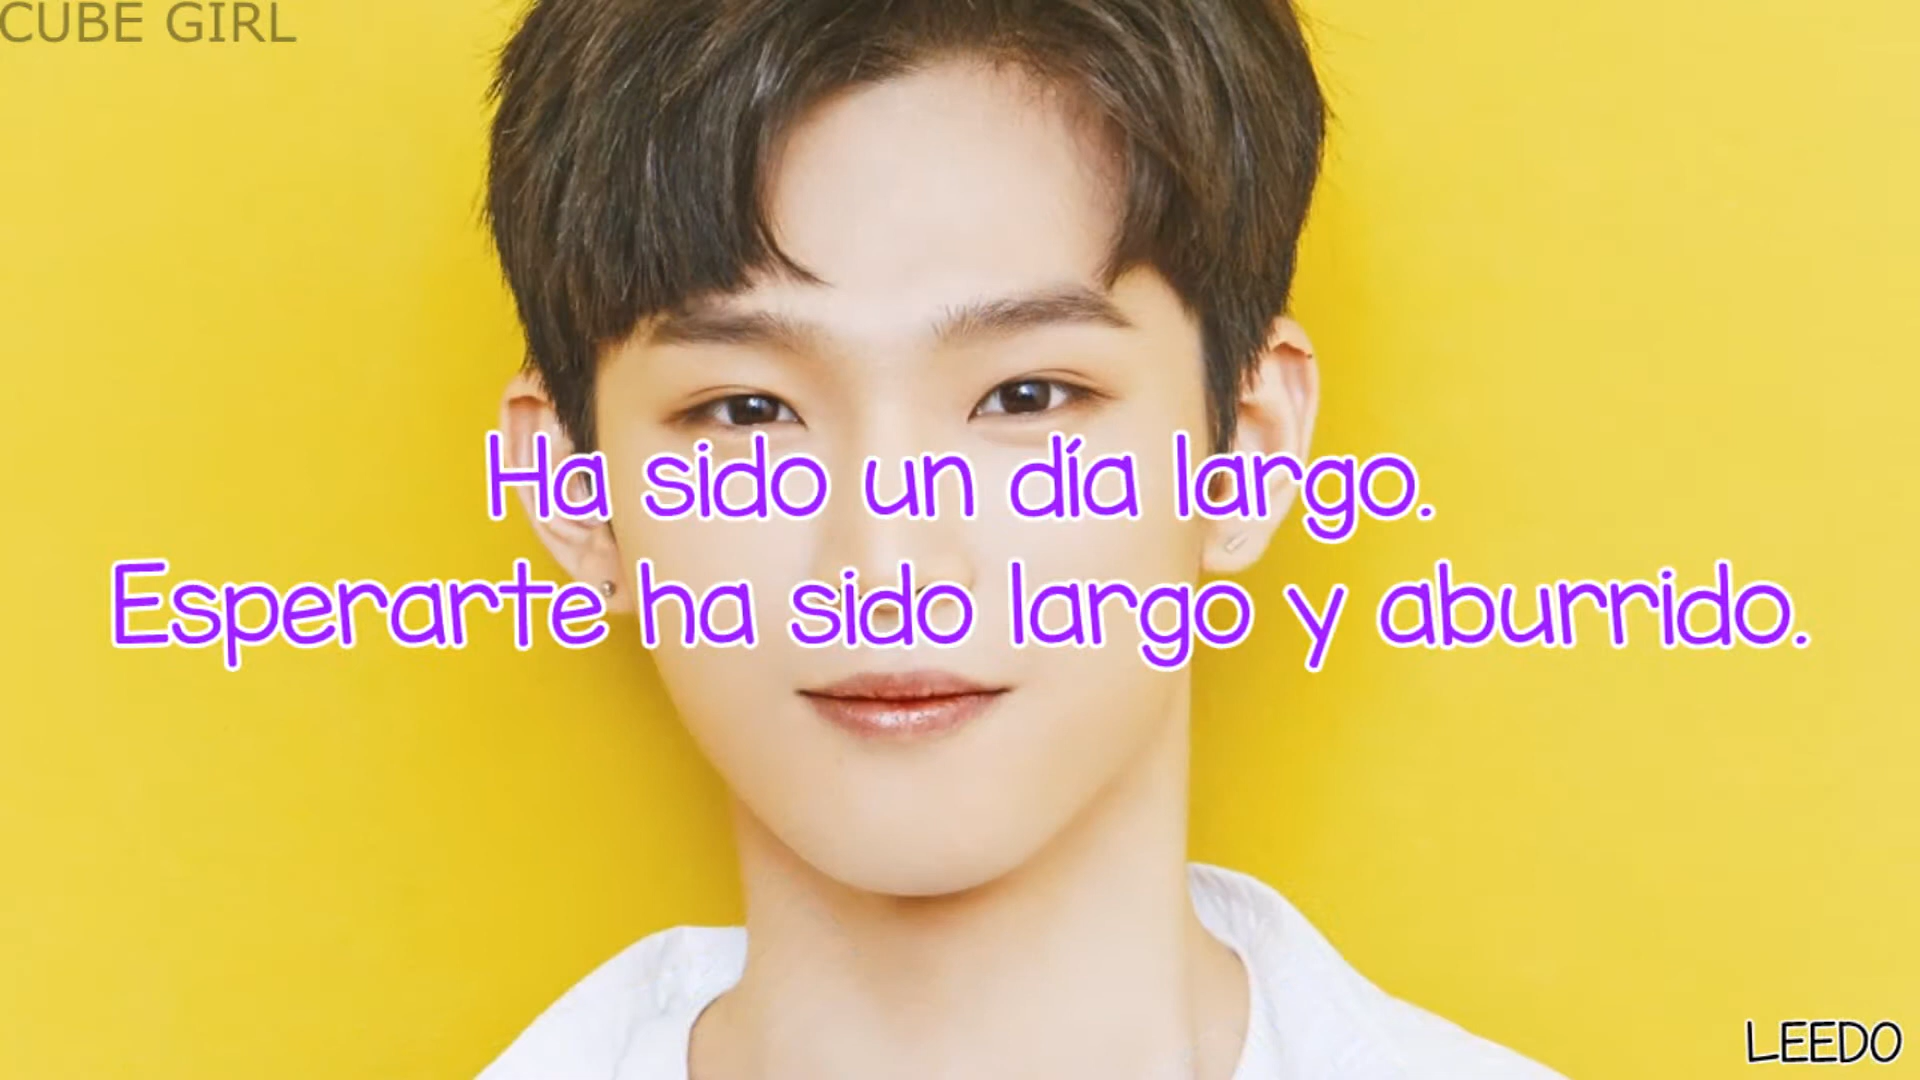 CUBE GIRL
Ha sido un día largo.
Esperarte ha sido largo y aburrido.
LEEDO